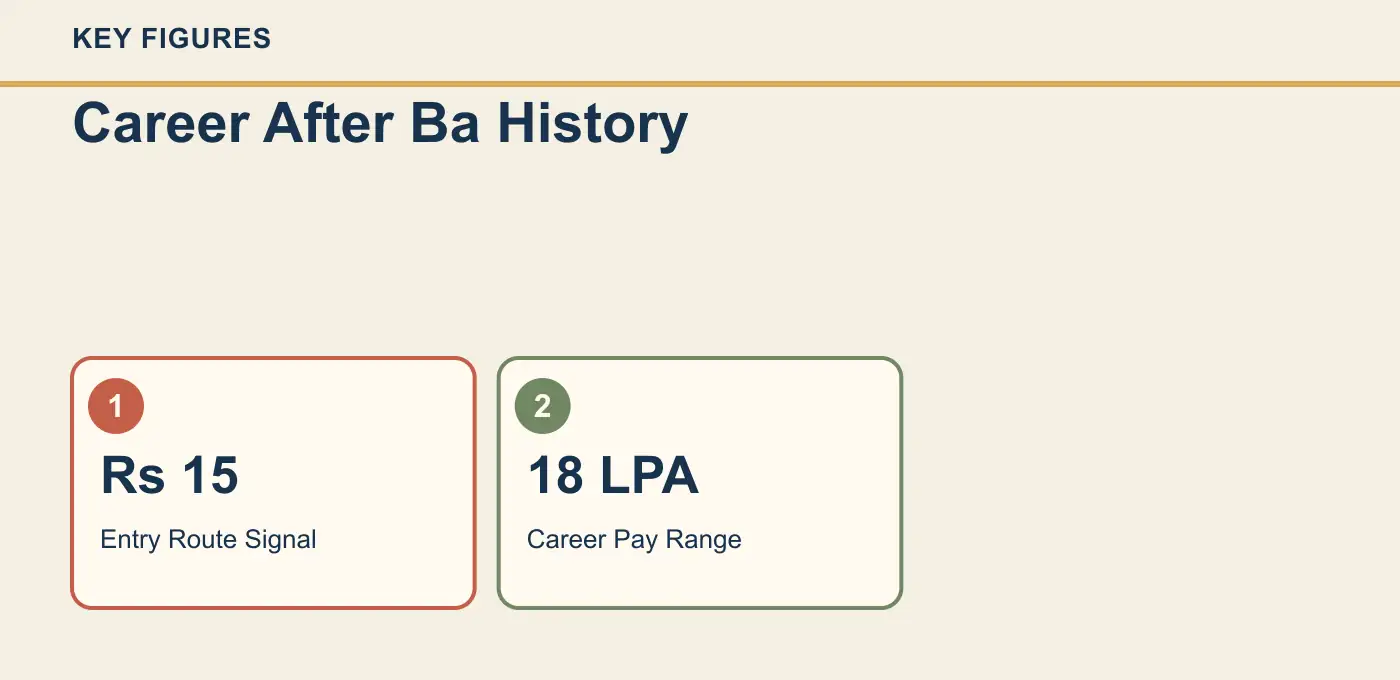 KEY FIGURES
Career After Ba History
1
Rs 15
Entry Route Signal
2
18 LPA
Career Pay Range